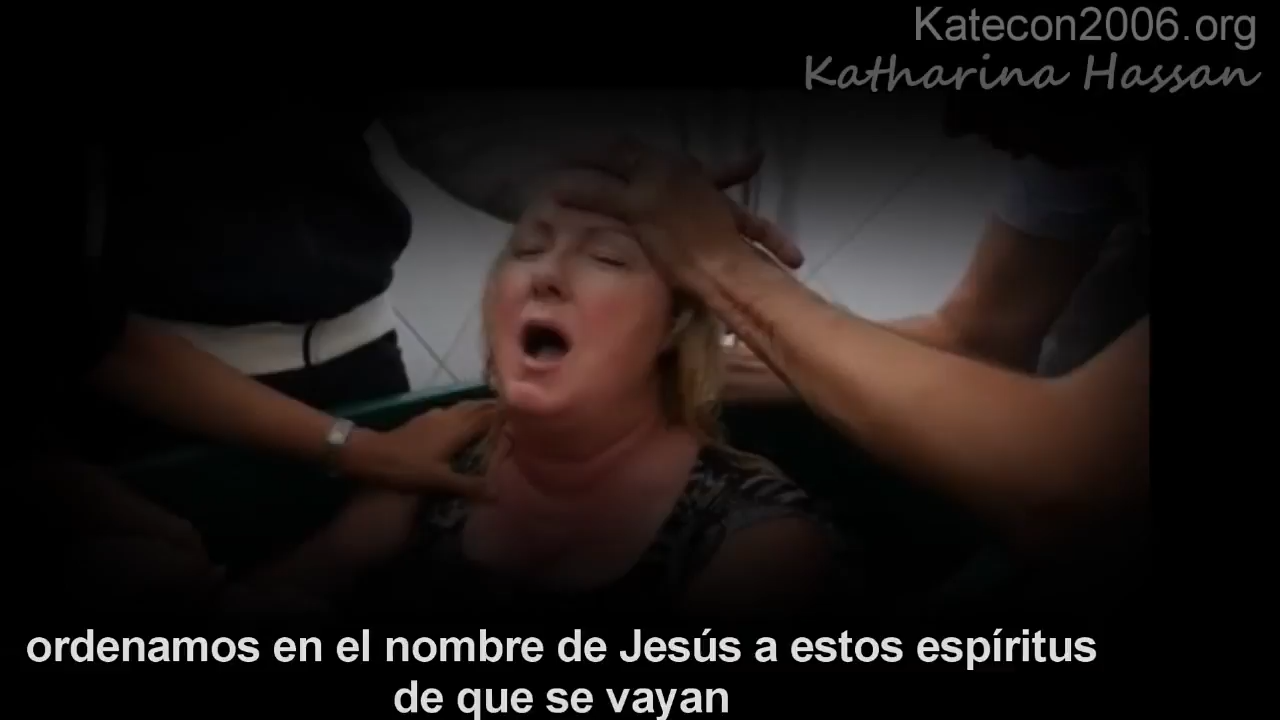 Katecon2006.org
Katharina Hassan
ordenamos en el nombre de Jesús a estos espíritus
de que se vayan